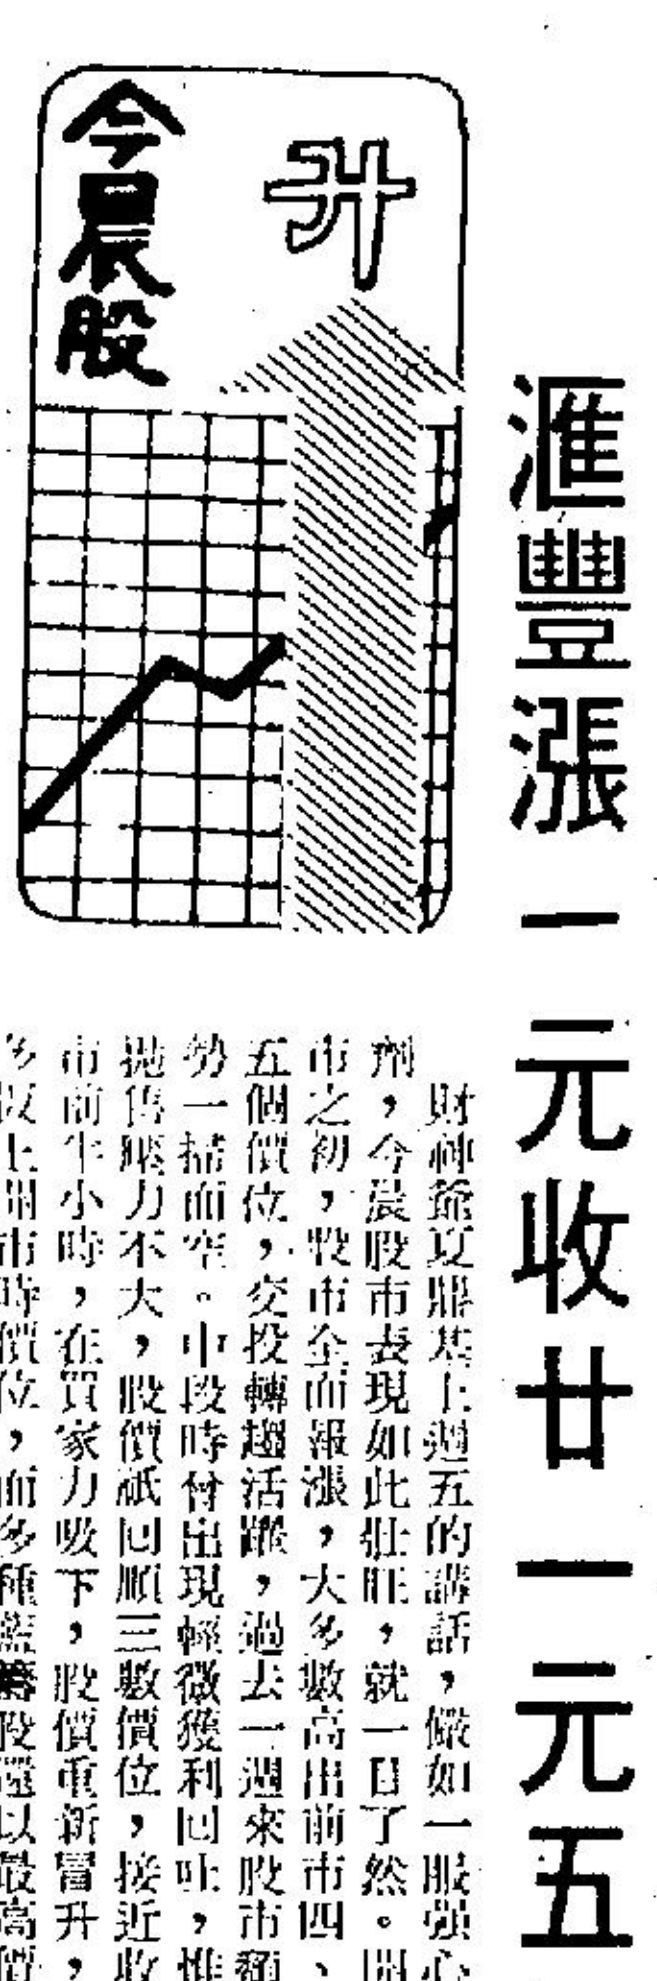 滙豐漲一元收廿一元五
今晨股
升
財神爺夏鼎基上週五的講話，儼如一服强心
劑，今晨股市表現如此壯旺，就一目了然。開
市之初，股市全面報漲，大多數高出前市四、
五個價位，交投轉趨活躍，過去一週來股市頹
勢一掃而空。中段時曾出現輕微獲利回吐，惟
拋售壓力不大，股價祇回順三數價位，接近收
市前半小時，在買家力吸下，股價重新冒升，
多返上開市時價位，而多種藍籌股還以最高價